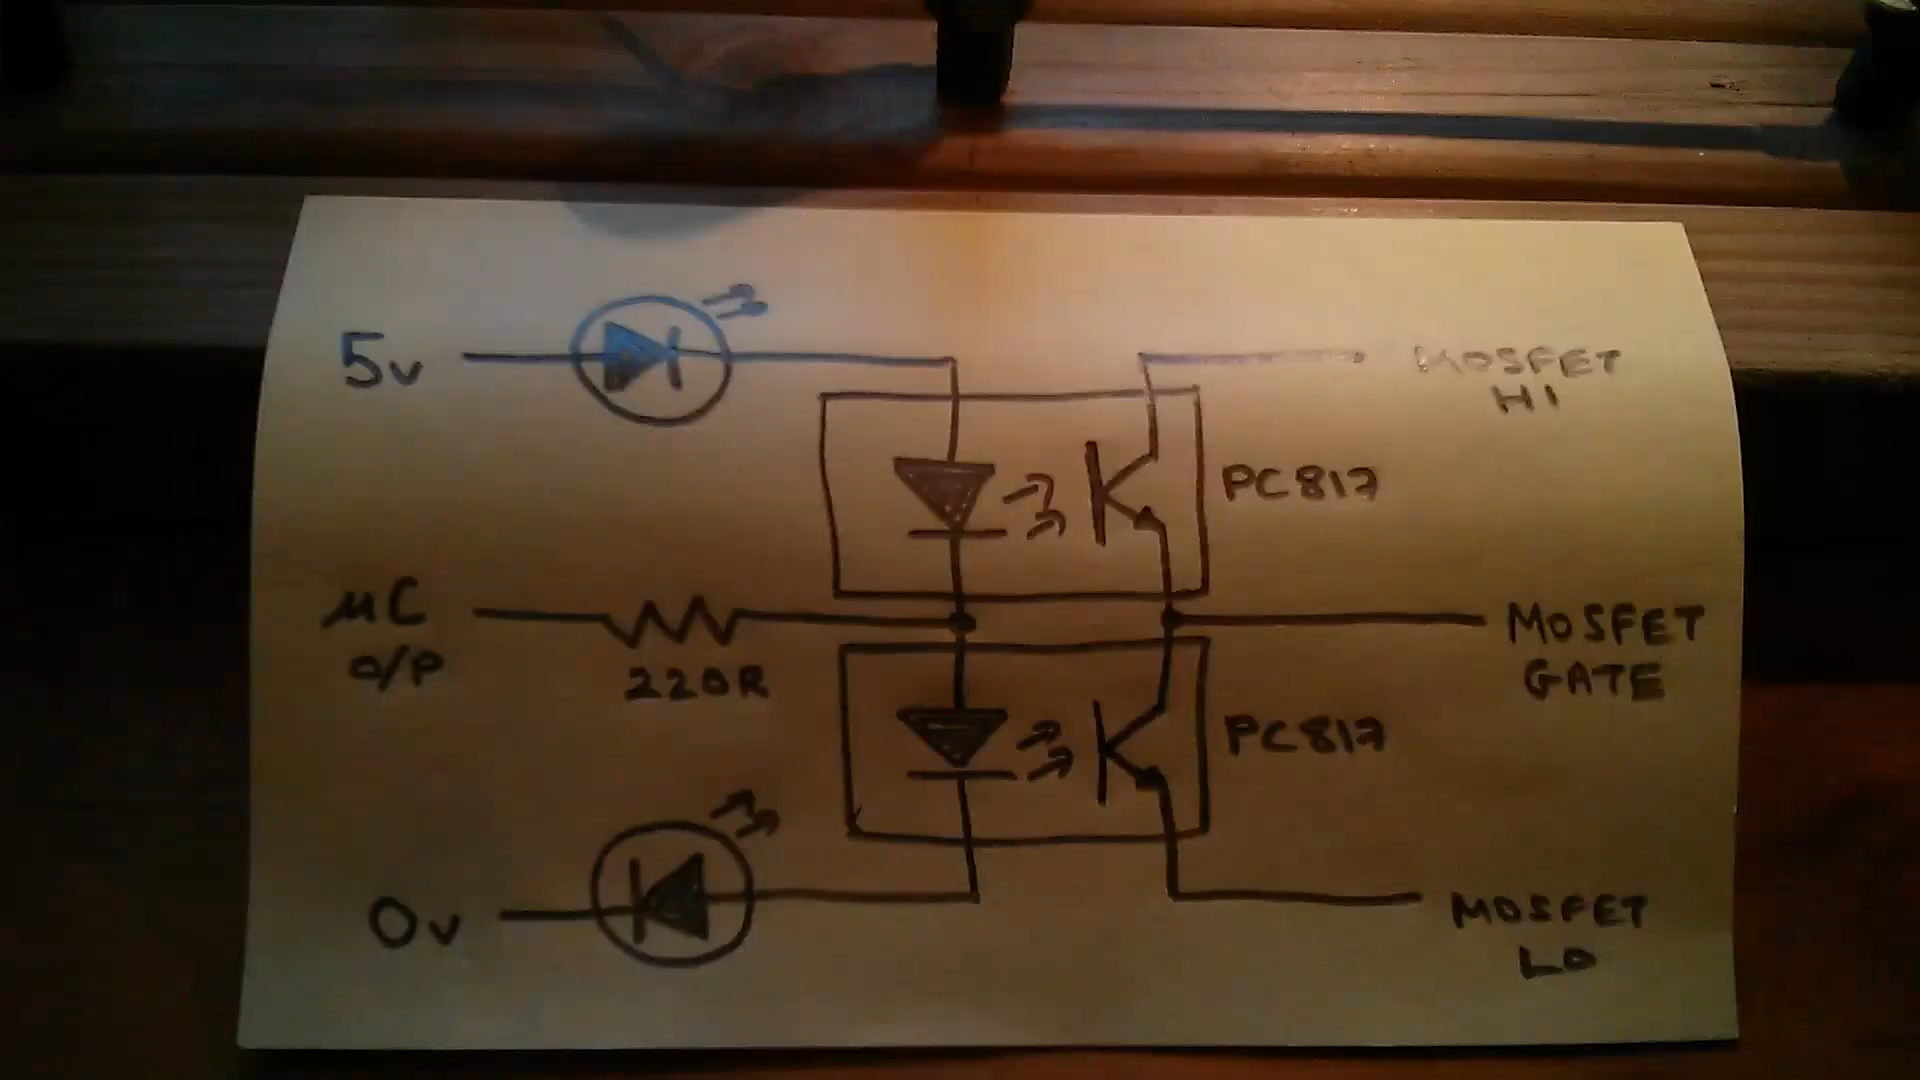 5v
MOSFET
HI
PC817
µC
O/P
220R
MOSFET
GATE
PC817
0v
MOSFET
LO